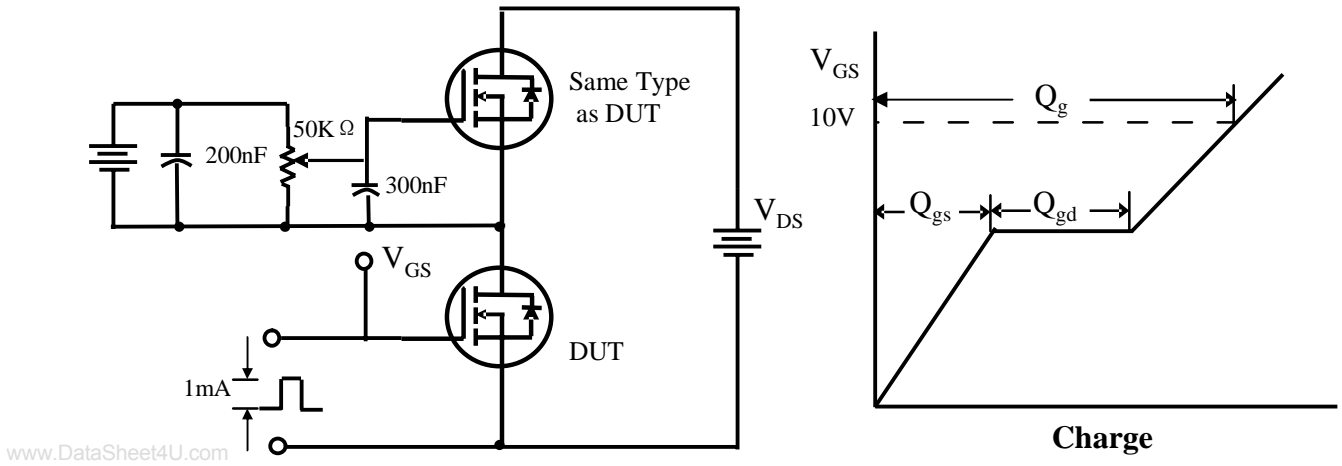 Same Type
as DUT
50K Ω
200nF
300nF
V_GS
V_DS
DUT
1mA
V_GS
10V
Q_g
Q_gs
Q_gd
Charge
www.DataSheet4U.com